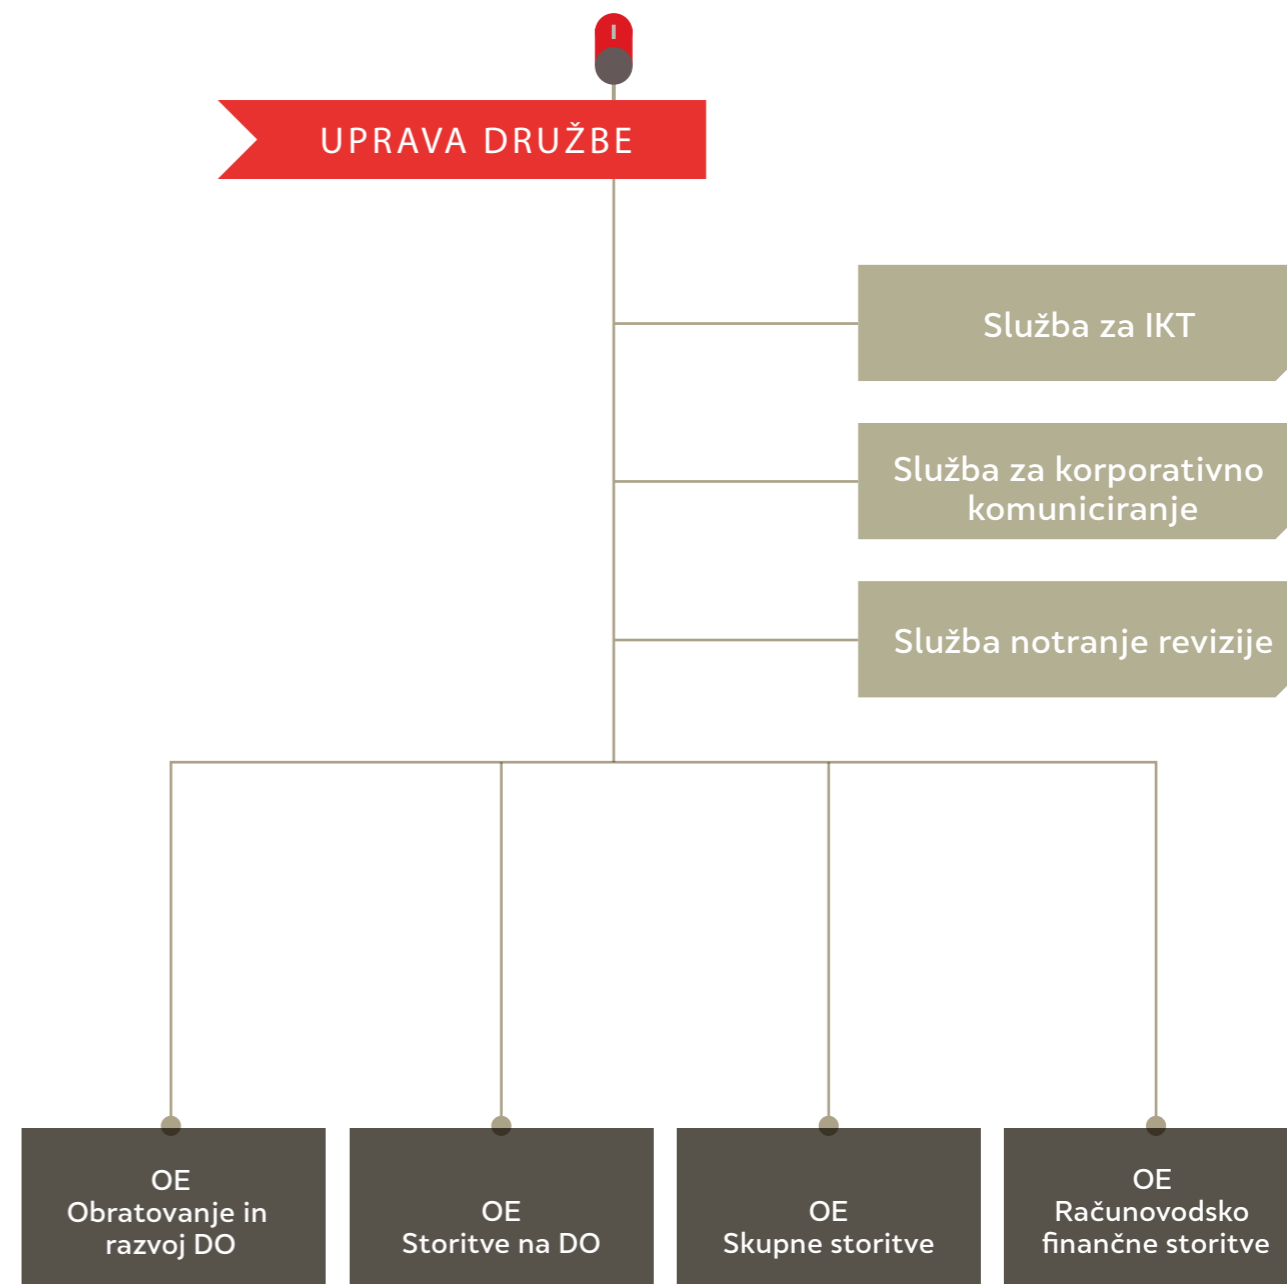 UPRAVA DRUŽBE
Služba za IKT
Služba za korporativno
komuniciranje
Služba notranje revizije
OE
Obratovanje in
razvoj DO
OE
Storitve na DO
OE
Skupne storitve
OE
Računovodsko
finančne storitve